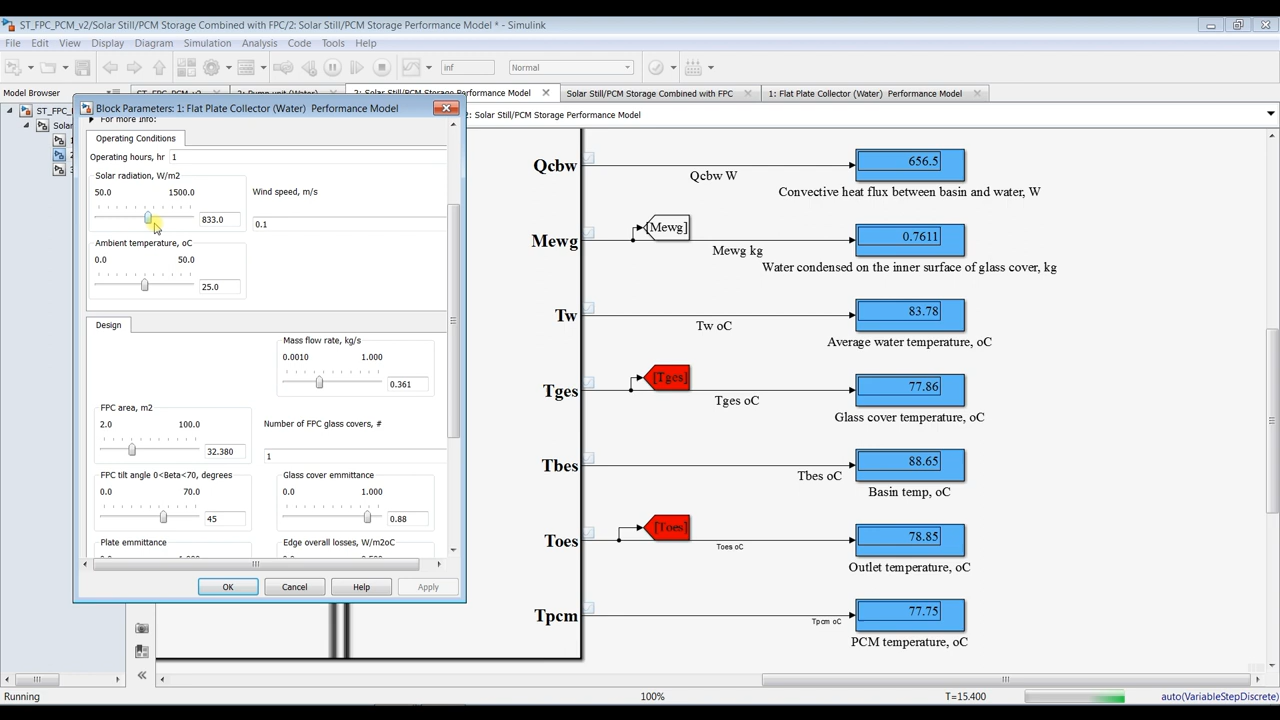 ST_FPC_PCM_v2/Solar Still/PCM Storage Combined with FPC/2: Solar Still/PCM Storage Performance Model * - Simulink
File Edit View Display Diagram Simulation Analysis Code Tools Help
inf Normal
Model Browser
Solar Still/PCM Storage Performance Model
Solar Still/PCM Storage Combined with FPC
1: Flat Plate Collector (Water) Performance Model
ST_FPC_
Solar
2: Solar Still/PCM Storage Performance Model
Block Parameters: 1: Flat Plate Collector (Water) Performance Model
For more Info:
Operating Conditions
Operating hours, hr 1
Solar radiation, W/m2
50.0 1500.0
833.0
Wind speed, m/s
0.1
Ambient temperature, oC
0.0 50.0
25.0
Design
Mass flow rate, kg/s
0.0010 1.000
0.361
FPC area, m2
2.0 100.0
32.380
Number of FPC glass covers, #
1
FPC tilt angle 0<Beta<70, degrees
0.0 70.0
45
Glass cover emmittance
0.0 1.000
0.88
Plate emmittance
Edge overall losses, W/m2oC
OK Cancel Help Apply
Qcbw
Qcbw W
656.5
Convective heat flux between basin and water, W
Mewg
[Mewg]
Mewg kg
0.7611
Water condensed on the inner surface of glass cover, kg
Tw
Tw oC
83.78
Average water temperature, oC
Tges
[Tges]
Tges oC
77.86
Glass cover temperature, oC
Tbes
Tbes oC
88.65
Basin temp, oC
Toes
[Toes]
Toes oC
78.85
Outlet temperature, oC
Tpcm
Tpcm oC
77.75
PCM temperature, oC
Running
100%
T=15.400
auto(VariableStepDiscrete)